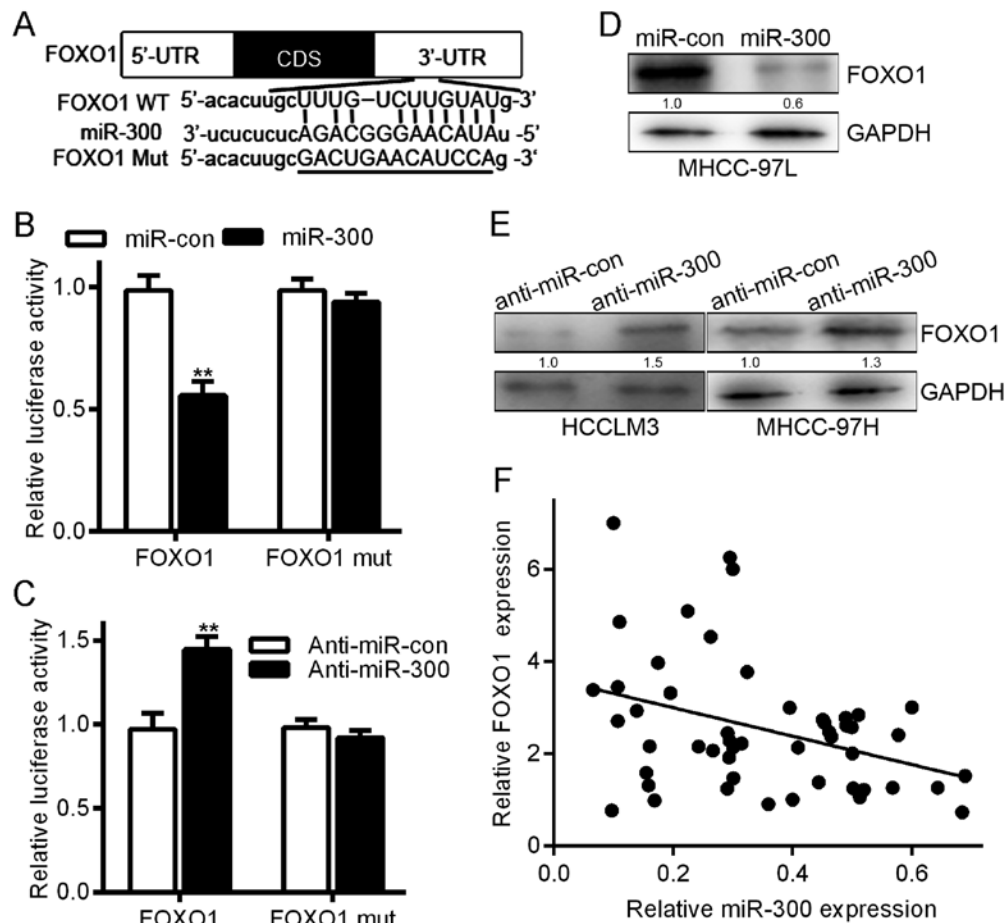 A
FOXO1 5'-UTR CDS 3'-UTR
FOXO1 WT 5'-acacuugcUUUG–UCUUGUAUg-3'
miR-300 3'-ucucucucAGACGGGAACAUAu -5'
FOXO1 Mut 5'-acacuugcGACUGAACAUCCAg -3'
B
miR-con miR-300
Relative luciferase activity
1.0
0.5
0.0
**
FOXO1 FOXO1 mut
C
Relative luciferase activity
1.5
1.0
0.5
0.0
**
Anti-miR-con
Anti-miR-300
FOXO1 FOXO1 mut
D
miR-con miR-300
FOXO1
1.0 0.6
GAPDH
MHCC-97L
E
anti-miR-con anti-miR-300 anti-miR-con anti-miR-300
FOXO1
1.0 1.5 1.0 1.3
GAPDH
HCCLM3 MHCC-97H
F
Relative FOXO1 expression
6
4
2
0
0.0 0.2 0.4 0.6
Relative miR-300 expression